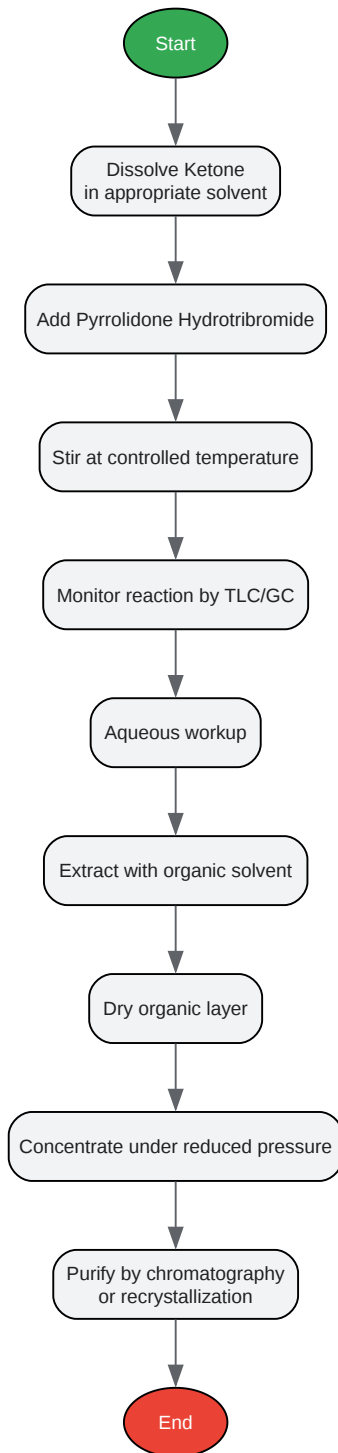 Start
Dissolve Ketone
in appropriate solvent
Add Pyrrolidone Hydrotribromide
Stir at controlled temperature
Monitor reaction by TLC/GC
Aqueous workup
Extract with organic solvent
Dry organic layer
Concentrate under reduced pressure
Purify by chromatography
or recrystallization
End